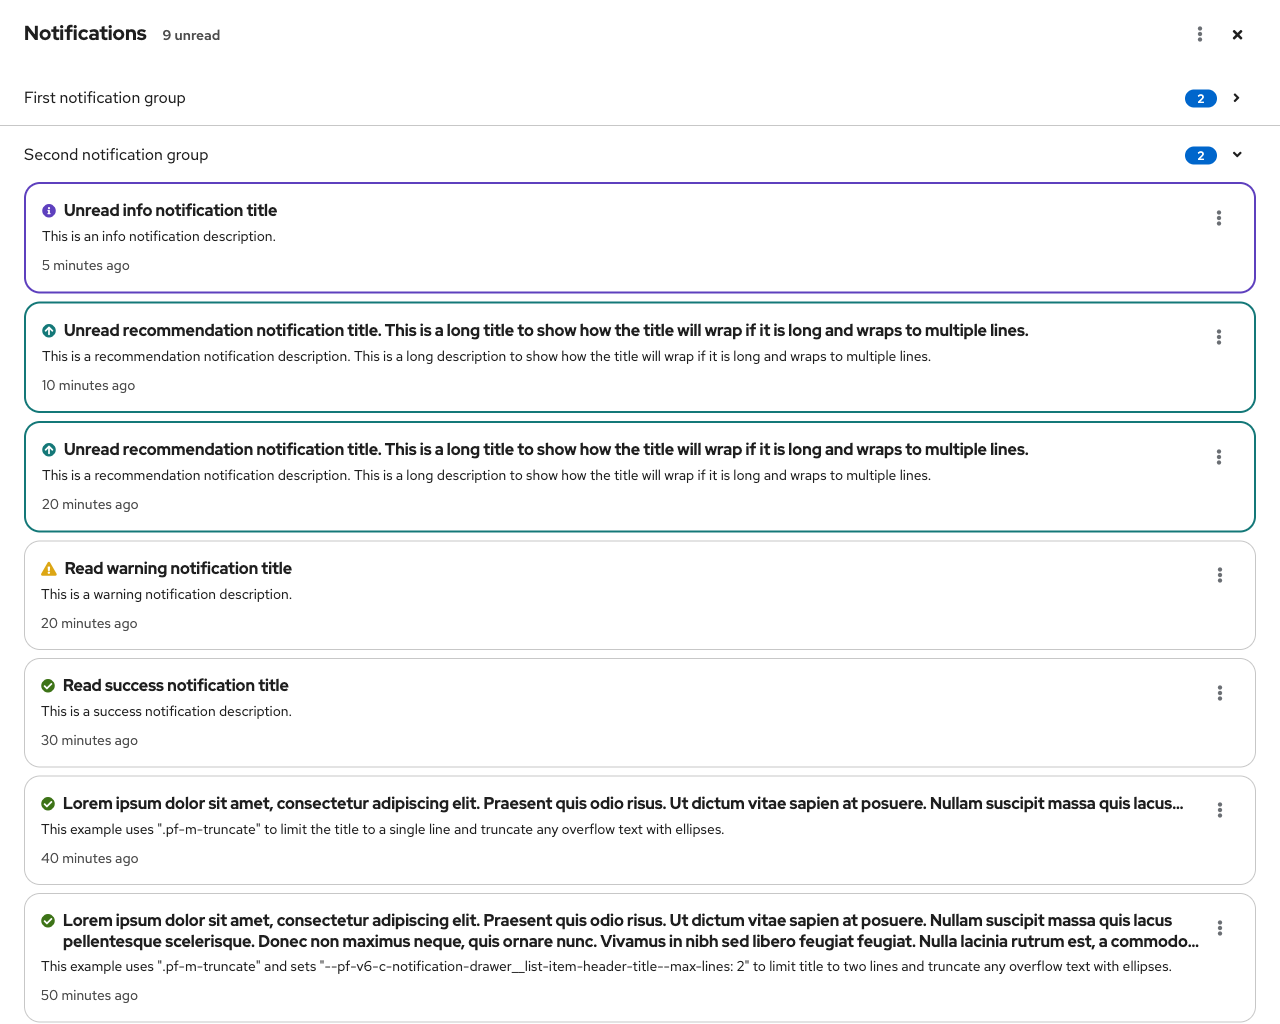 Notifications 9 unread
First notification group 2
Second notification group 2
Unread info notification title
This is an info notification description.
5 minutes ago
Unread recommendation notification title. This is a long title to show how the title will wrap if it is long and wraps to multiple lines.
This is a recommendation notification description. This is a long description to show how the title will wrap if it is long and wraps to multiple lines.
10 minutes ago
Unread recommendation notification title. This is a long title to show how the title will wrap if it is long and wraps to multiple lines.
This is a recommendation notification description. This is a long description to show how the title will wrap if it is long and wraps to multiple lines.
20 minutes ago
Read warning notification title
This is a warning notification description.
20 minutes ago
Read success notification title
This is a success notification description.
30 minutes ago
Lorem ipsum dolor sit amet, consectetur adipiscing elit. Praesent quis odio risus. Ut dictum vitae sapien at posuere. Nullam suscipit massa quis lacus...
This example uses ".pf-m-truncate" to limit the title to a single line and truncate any overflow text with ellipses.
40 minutes ago
Lorem ipsum dolor sit amet, consectetur adipiscing elit. Praesent quis odio risus. Ut dictum vitae sapien at posuere. Nullam suscipit massa quis lacus
pellentesque scelerisque. Donec non maximus neque, quis ornare nunc. Vivamus in nibh sed libero feugiat feugiat. Nulla lacinia rutrum est, a commodo...
This example uses ".pf-m-truncate" and sets "--pf-v6-c-notification-drawer__list-item-header-title--max-lines: 2" to limit title to two lines and truncate any overflow text with ellipses.
50 minutes ago